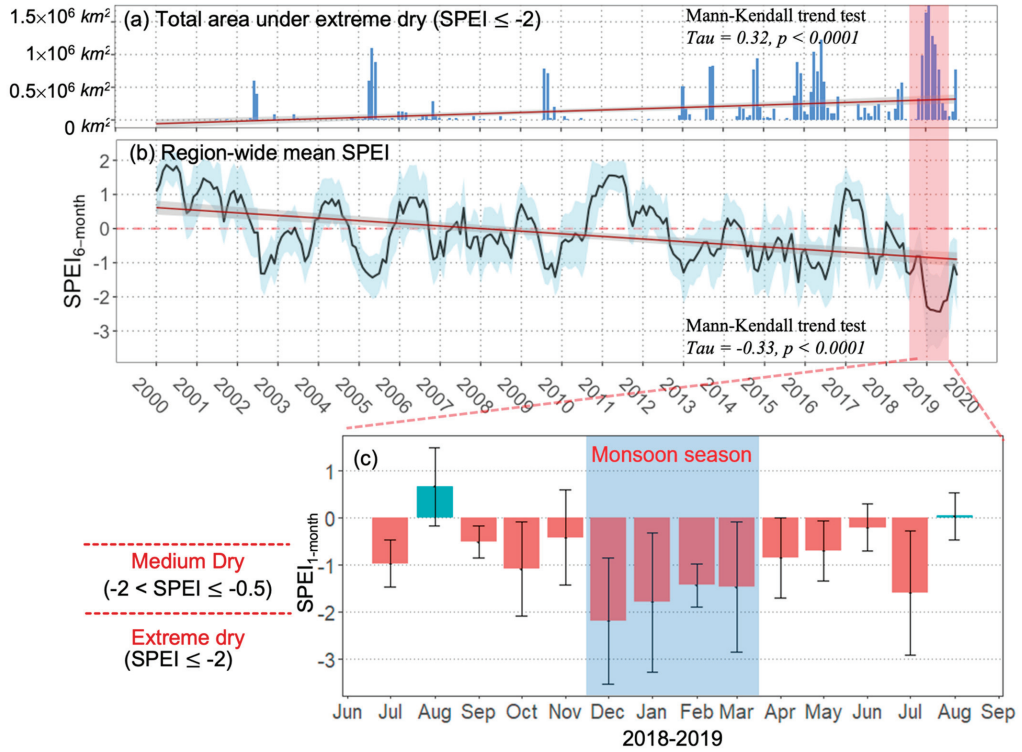 (a) Total area under extreme dry (SPEI ≤ -2)
Mann-Kendall trend test
Tau = 0.32, p < 0.0001
1.5×10⁶ km²
1×10⁶ km²
0.5×10⁶ km²
0 km²
(b) Region-wide mean SPEI
SPEI6−month
2
1
0
-1
-2
-3
Mann-Kendall trend test
Tau = -0.33, p < 0.0001
2000 2001 2002 2003 2004 2005 2006 2007 2008 2009 2010 2011 2012 2013 2014 2015 2016 2017 2018 2019 2020
(c)
Monsoon season
SPEI1-month
1
0
-1
-2
-3
Medium Dry
(-2 < SPEI ≤ -0.5)
Extreme dry
(SPEI ≤ -2)
Jun Jul Aug Sep Oct Nov Dec Jan Feb Mar Apr May Jun Jul Aug Sep
2018-2019